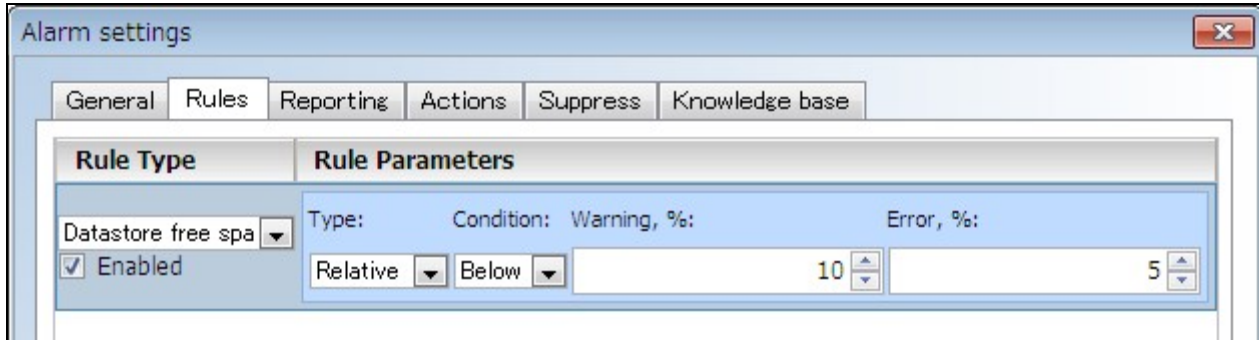 Alarm settings
General Rules Reporting Actions Suppress Knowledge base
Rule Type Rule Parameters
Type: Condition: Warning, %: Error, %:
Datastore free spa
Enabled
Relative Below 10 5